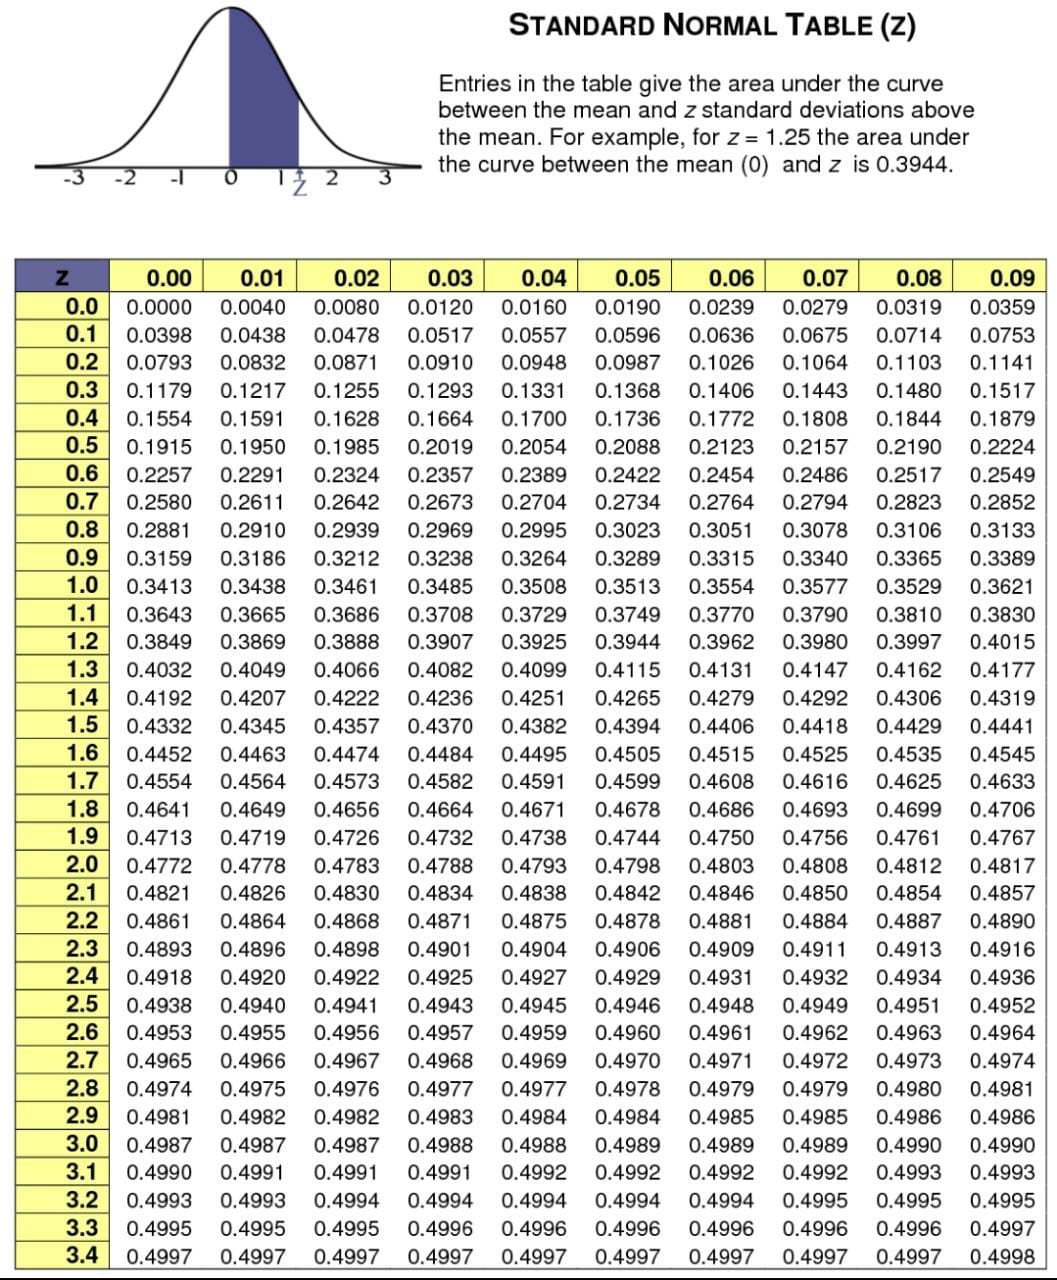 STANDARD NORMAL TABLE (Z)
Entries in the table give the area under the curve
between the mean and z standard deviations above
the mean. For example, for z = 1.25 the area under
the curve between the mean (0) and z is 0.3944.
-3 -2 -1 0 1 2 3
Z
z 0.00 0.01 0.02 0.03 0.04 0.05 0.06 0.07 0.08 0.09
0.0 0.0000 0.0040 0.0080 0.0120 0.0160 0.0190 0.0239 0.0279 0.0319 0.0359
0.1 0.0398 0.0438 0.0478 0.0517 0.0557 0.0596 0.0636 0.0675 0.0714 0.0753
0.2 0.0793 0.0832 0.0871 0.0910 0.0948 0.0987 0.1026 0.1064 0.1103 0.1141
0.3 0.1179 0.1217 0.1255 0.1293 0.1331 0.1368 0.1406 0.1443 0.1480 0.1517
0.4 0.1554 0.1591 0.1628 0.1664 0.1700 0.1736 0.1772 0.1808 0.1844 0.1879
0.5 0.1915 0.1950 0.1985 0.2019 0.2054 0.2088 0.2123 0.2157 0.2190 0.2224
0.6 0.2257 0.2291 0.2324 0.2357 0.2389 0.2422 0.2454 0.2486 0.2517 0.2549
0.7 0.2580 0.2611 0.2642 0.2673 0.2704 0.2734 0.2764 0.2794 0.2823 0.2852
0.8 0.2881 0.2910 0.2939 0.2969 0.2995 0.3023 0.3051 0.3078 0.3106 0.3133
0.9 0.3159 0.3186 0.3212 0.3238 0.3264 0.3289 0.3315 0.3340 0.3365 0.3389
1.0 0.3413 0.3438 0.3461 0.3485 0.3508 0.3513 0.3554 0.3577 0.3529 0.3621
1.1 0.3643 0.3665 0.3686 0.3708 0.3729 0.3749 0.3770 0.3790 0.3810 0.3830
1.2 0.3849 0.3869 0.3888 0.3907 0.3925 0.3944 0.3962 0.3980 0.3997 0.4015
1.3 0.4032 0.4049 0.4066 0.4082 0.4099 0.4115 0.4131 0.4147 0.4162 0.4177
1.4 0.4192 0.4207 0.4222 0.4236 0.4251 0.4265 0.4279 0.4292 0.4306 0.4319
1.5 0.4332 0.4345 0.4357 0.4370 0.4382 0.4394 0.4406 0.4418 0.4429 0.4441
1.6 0.4452 0.4463 0.4474 0.4484 0.4495 0.4505 0.4515 0.4525 0.4535 0.4545
1.7 0.4554 0.4564 0.4573 0.4582 0.4591 0.4599 0.4608 0.4616 0.4625 0.4633
1.8 0.4641 0.4649 0.4656 0.4664 0.4671 0.4678 0.4686 0.4693 0.4699 0.4706
1.9 0.4713 0.4719 0.4726 0.4732 0.4738 0.4744 0.4750 0.4756 0.4761 0.4767
2.0 0.4772 0.4778 0.4783 0.4788 0.4793 0.4798 0.4803 0.4808 0.4812 0.4817
2.1 0.4821 0.4826 0.4830 0.4834 0.4838 0.4842 0.4846 0.4850 0.4854 0.4857
2.2 0.4861 0.4864 0.4868 0.4871 0.4875 0.4878 0.4881 0.4884 0.4887 0.4890
2.3 0.4893 0.4896 0.4898 0.4901 0.4904 0.4906 0.4909 0.4911 0.4913 0.4916
2.4 0.4918 0.4920 0.4922 0.4925 0.4927 0.4929 0.4931 0.4932 0.4934 0.4936
2.5 0.4938 0.4940 0.4941 0.4943 0.4945 0.4946 0.4948 0.4949 0.4951 0.4952
2.6 0.4953 0.4955 0.4956 0.4957 0.4959 0.4960 0.4961 0.4962 0.4963 0.4964
2.7 0.4965 0.4966 0.4967 0.4968 0.4969 0.4970 0.4971 0.4972 0.4973 0.4974
2.8 0.4974 0.4975 0.4976 0.4977 0.4977 0.4978 0.4979 0.4979 0.4980 0.4981
2.9 0.4981 0.4982 0.4982 0.4983 0.4984 0.4984 0.4985 0.4985 0.4986 0.4986
3.0 0.4987 0.4987 0.4987 0.4988 0.4988 0.4989 0.4989 0.4989 0.4990 0.4990
3.1 0.4990 0.4991 0.4991 0.4991 0.4992 0.4992 0.4992 0.4992 0.4993 0.4993
3.2 0.4993 0.4993 0.4994 0.4994 0.4994 0.4994 0.4994 0.4995 0.4995 0.4995
3.3 0.4995 0.4995 0.4995 0.4996 0.4996 0.4996 0.4996 0.4996 0.4996 0.4997
3.4 0.4997 0.4997 0.4997 0.4997 0.4997 0.4997 0.4997 0.4997 0.4997 0.4998